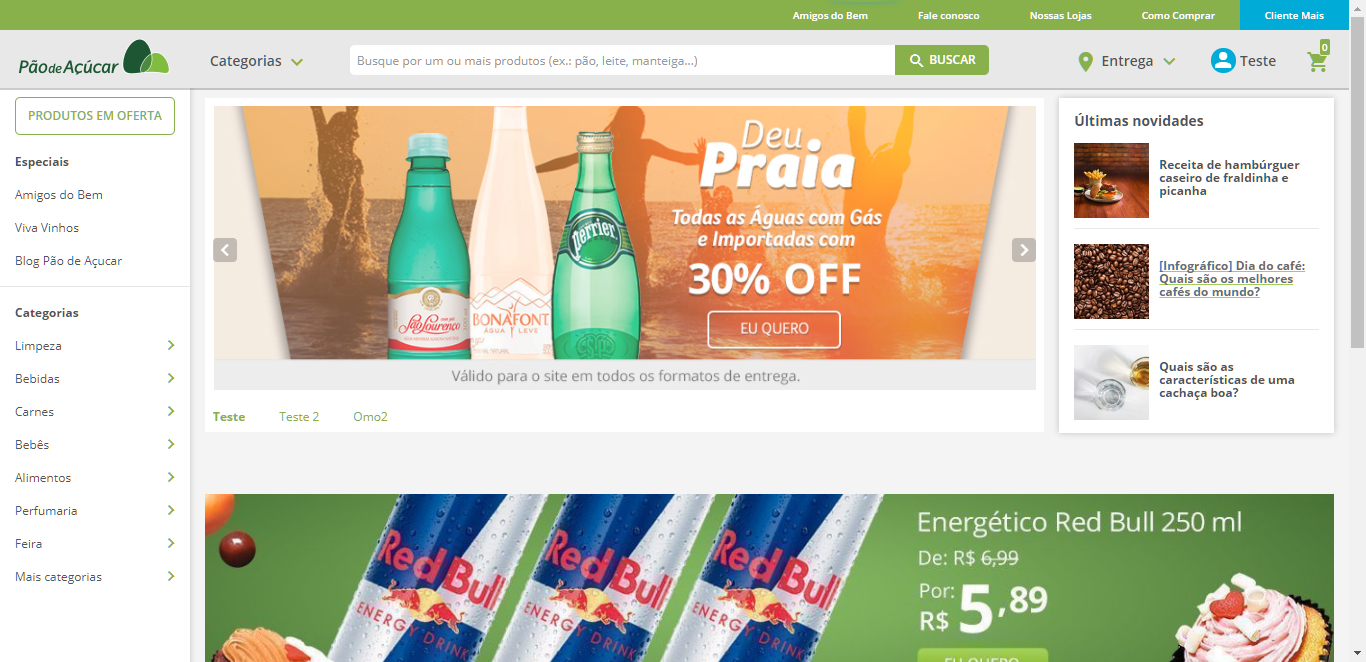 Amigos do Bem
Fale conosco
Nossas Lojas
Como Comprar
Cliente Mais
PãodeAçúcar
Categorias
Busque por um ou mais produtos (ex.: pão, leite, manteiga...)
BUSCAR
Entrega
Teste
0
PRODUTOS EM OFERTA
Especiais
Amigos do Bem
Viva Vinhos
Blog Pão de Açucar
Categorias
Limpeza
Bebidas
Carnes
Bebês
Alimentos
Perfumaria
Feira
Mais categorias
Deu
Praia
Todas as Águas com Gás
e Importadas com
30% OFF
EU QUERO
São Lourenço
BONAFONT
AGUA LEVE
perrier
Válido para o site em todos os formatos de entrega.
Teste
Teste 2
Omo2
Últimas novidades
Receita de hambúrguer
caseiro de fraldinha e
picanha
[Infográfico] Dia do café:
Quais são os melhores
cafés do mundo?
Quais são as
características de uma
cachaça boa?
Red Bull
ENERGY DRINK
Red Bull
ENERGY DRINK
Red Bull
ENERGY DRINK
Energético Red Bull 250 ml
De: R$ 6,99
Por:
R$ 5,89
EU QUERO